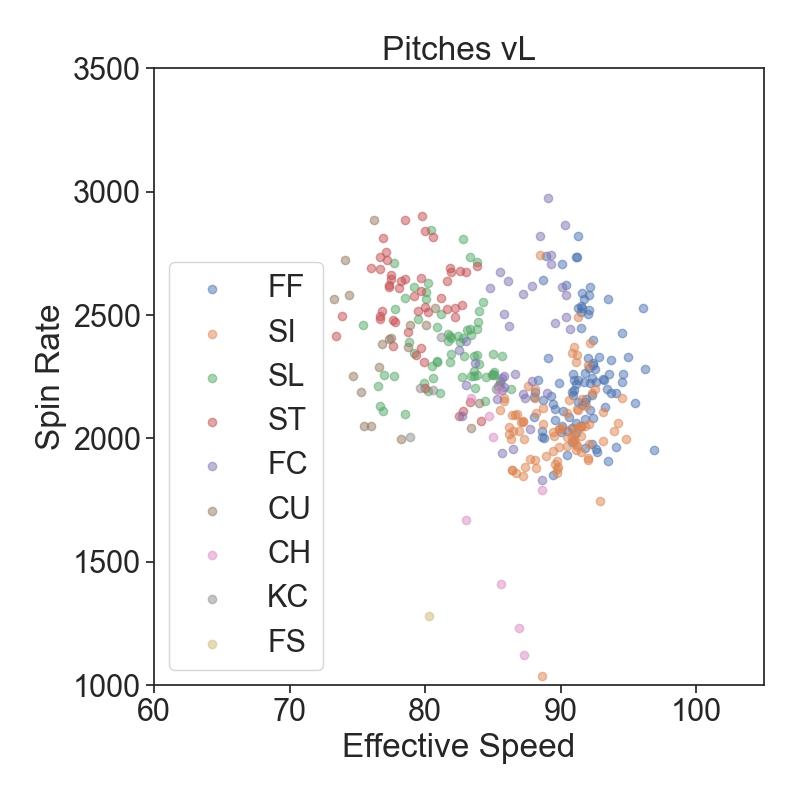 Pitches vL
3500
3000
2500
2000
1500
1000
Spin Rate
FF
SI
SL
ST
FC
CU
CH
KC
FS
60 70 80 90 100
Effective Speed